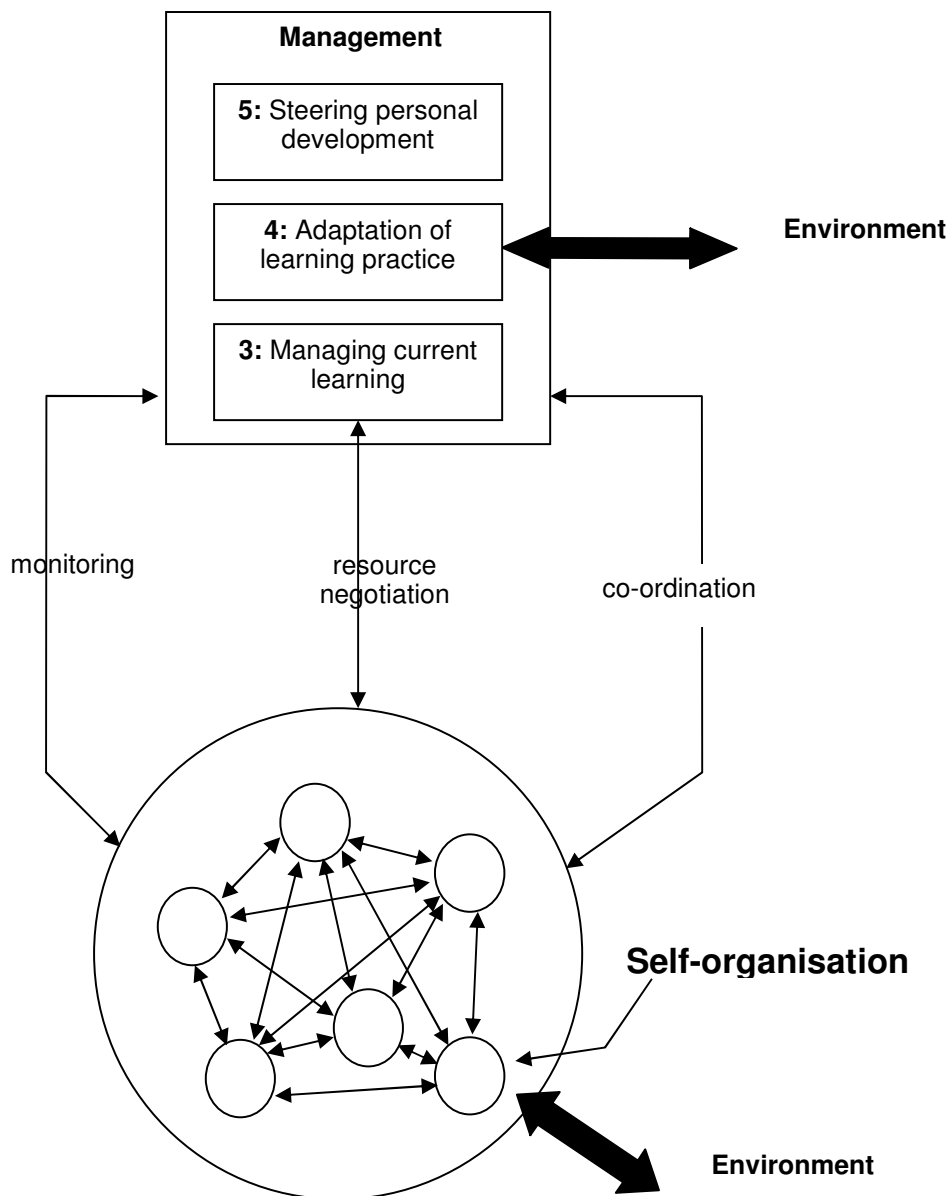 Management
5: Steering personal
development
4: Adaptation of
learning practice
Environment
3: Managing current
learning
monitoring
resource
negotiation
co-ordination
Self-organisation
Environment